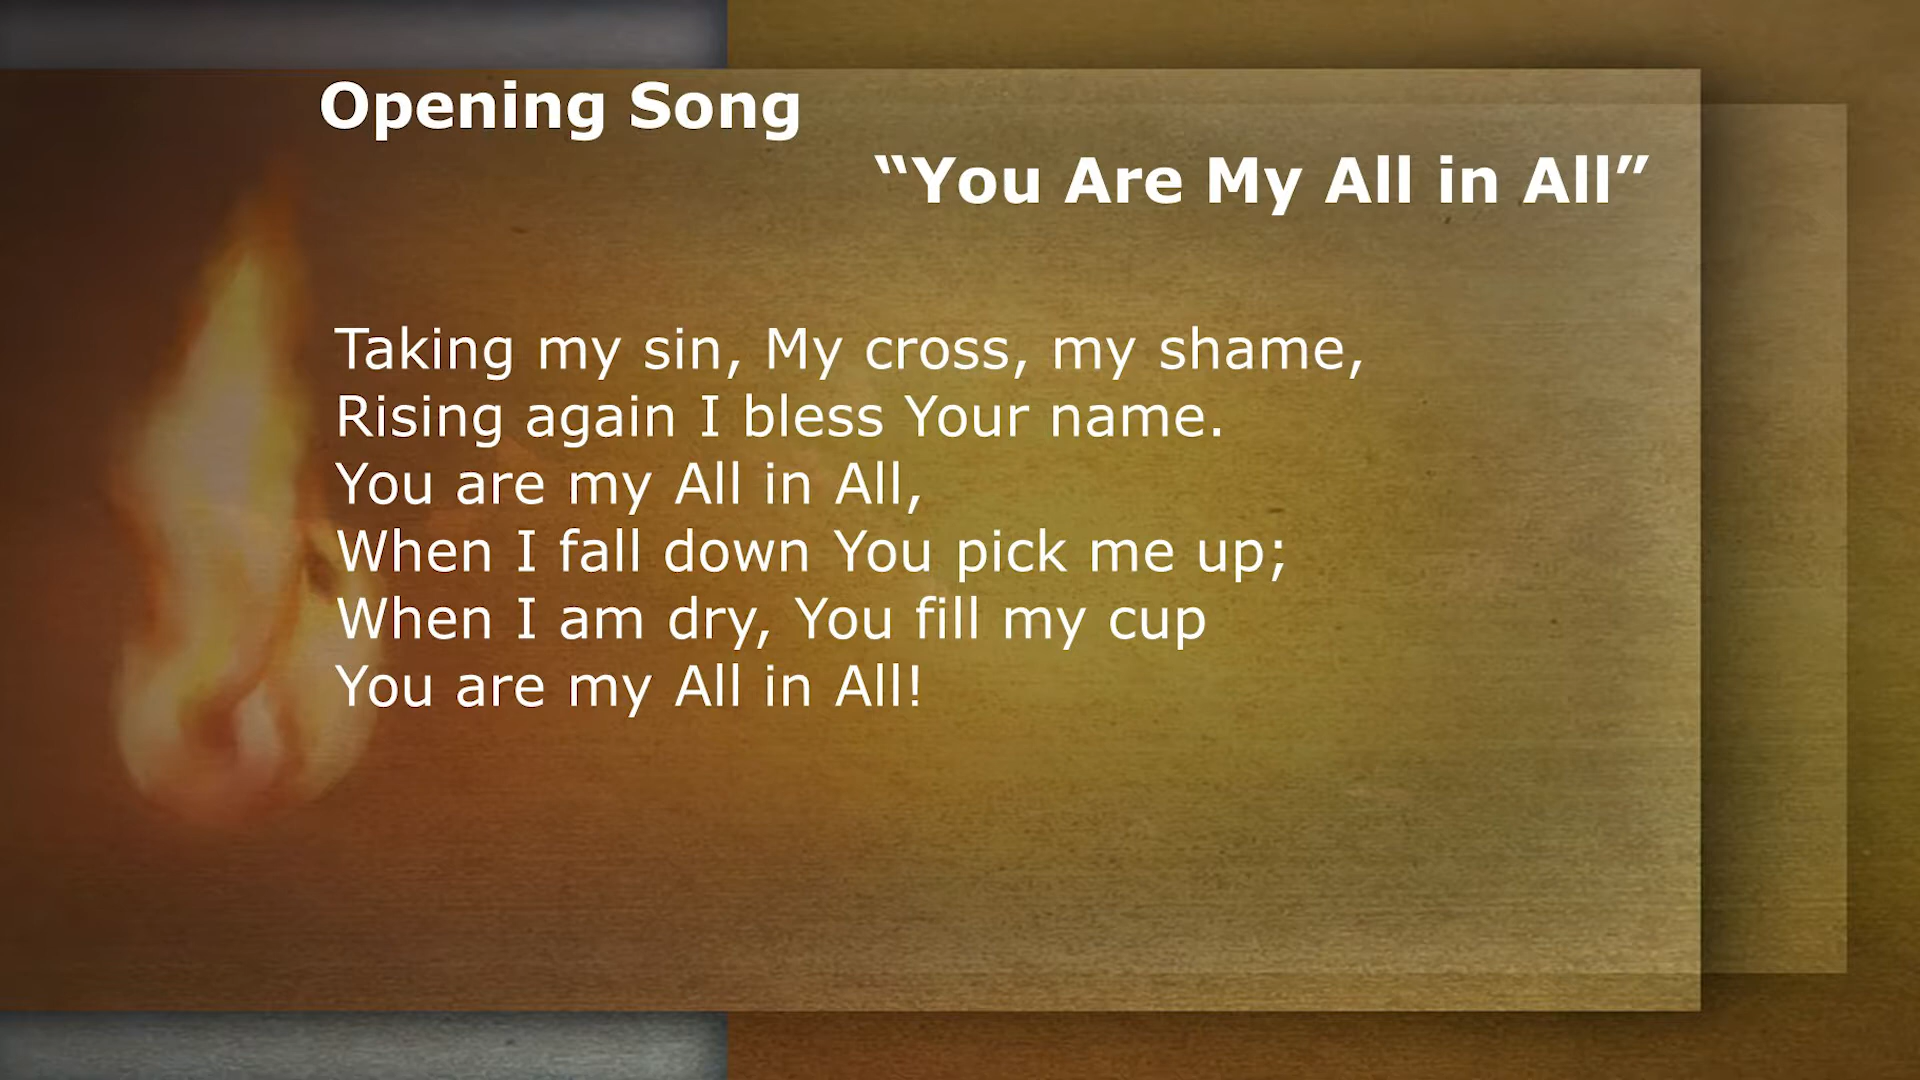 Opening Song
“You Are My All in All”
Taking my sin, My cross, my shame,
Rising again I bless Your name.
You are my All in All,
When I fall down You pick me up;
When I am dry, You fill my cup
You are my All in All!